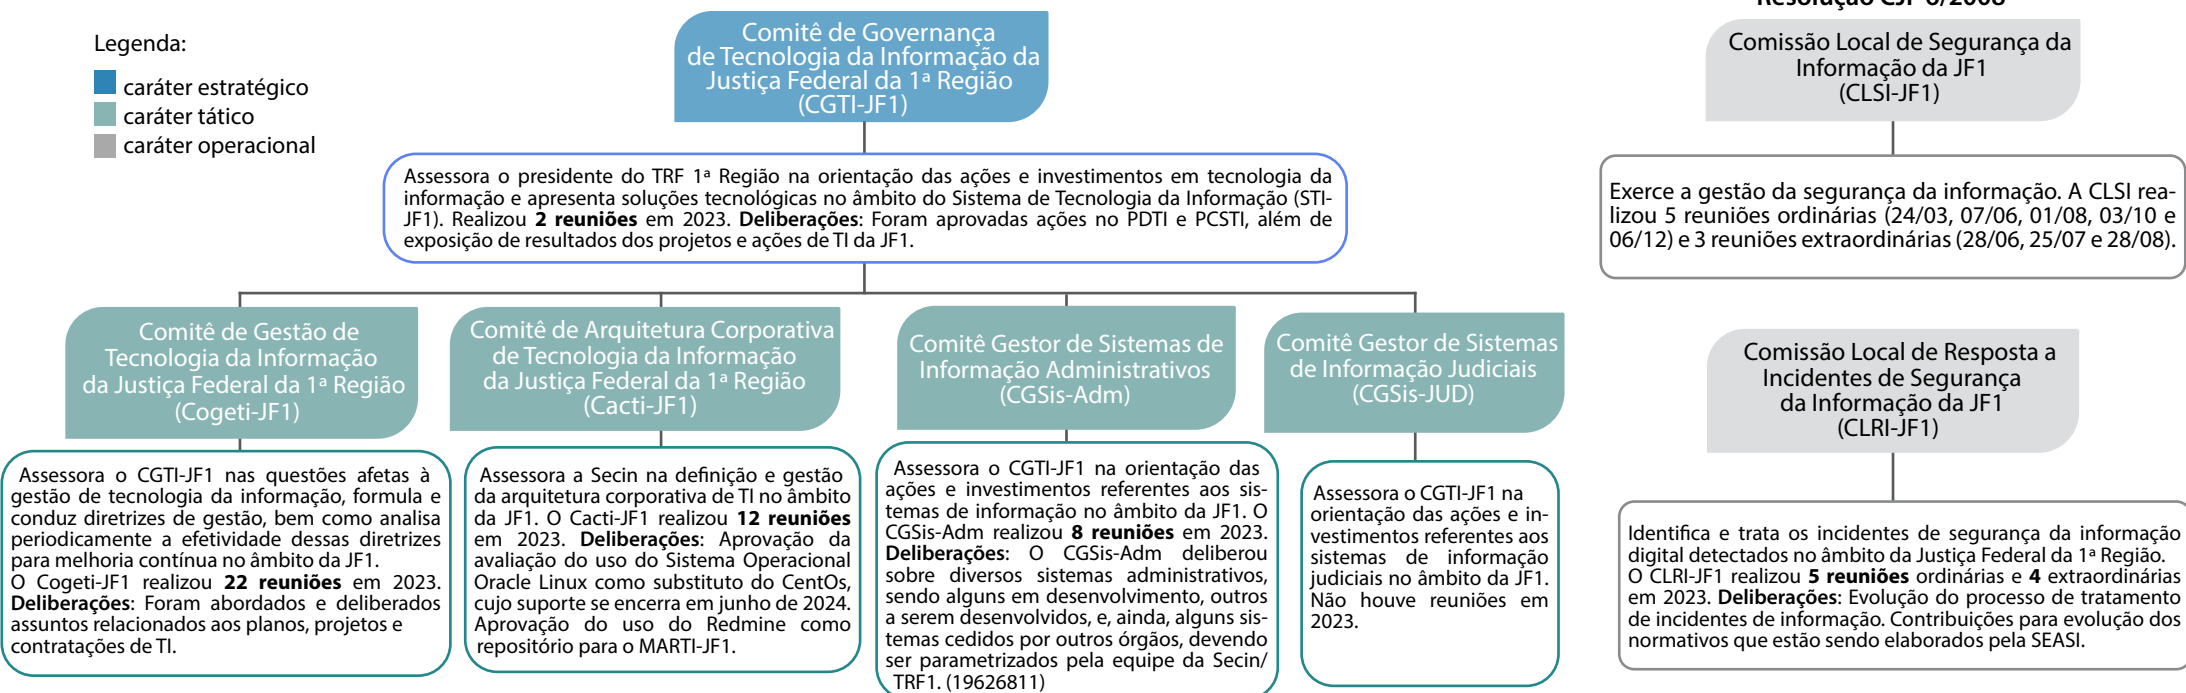 Legenda:
caráter estratégico
caráter tático
caráter operacional
Comitê de Governança
de Tecnologia da Informação da
Justiça Federal da 1ª Região
(CGTI-JF1)
Assessora o presidente do TRF 1ª Região na orientação das ações e investimentos em tecnologia da
informação e apresenta soluções tecnológicas no âmbito do Sistema de Tecnologia da Informação (STI-
JF1). Realizou 2 reuniões em 2023. Deliberações: Foram aprovadas ações no PDTI e PCSTI, além de
exposição de resultados dos projetos e ações de TI da JF1.
Comitê de Gestão de
Tecnologia da Informação
da Justiça Federal da 1ª Região
(Cogeti-JF1)
Assessora o CGTI-JF1 nas questões afetas à
gestão de tecnologia da informação, formula e
conduz diretrizes de gestão, bem como analisa
periodicamente a efetividade dessas diretrizes
para melhoria contínua no âmbito da JF1.
O Cogeti-JF1 realizou 22 reuniões em 2023.
Deliberações: Foram abordados e deliberados
assuntos relacionados aos planos, projetos e
contratações de TI.
Comitê de Arquitetura Corporativa
de Tecnologia da Informação
da Justiça Federal da 1ª Região
(Cacti-JF1)
Assessora a Secin na definição e gestão
da arquitetura corporativa de TI no âmbito
da JF1. O Cacti-JF1 realizou 12 reuniões
em 2023. Deliberações: Aprovação da
avaliação do uso do Sistema Operacional
Oracle Linux como substituto do CentOs,
cujo suporte se encerra em junho de 2024.
Aprovação do uso do Redmine como
repositório para o MARTI-JF1.
Comitê Gestor de Sistemas de
Informação Administrativos
(CGSis-Adm)
Assessora o CGTI-JF1 na orientação das
ações e investimentos referentes aos sis-
temas de informação no âmbito da JF1. O
CGSis-Adm realizou 8 reuniões em 2023.
Deliberações: O CGSis-Adm deliberou
sobre diversos sistemas administrativos,
sendo alguns em desenvolvimento, outros
a serem desenvolvidos, e, ainda, alguns sis-
temas cedidos por outros órgãos, devendo
ser parametrizados pela equipe da Secin/
TRF1. (19626811)
Comitê Gestor de Sistemas
de Informação Judiciais
(CGSis-JUD)
Assessora o CGTI-JF1 na
orientação das ações e in-
vestimentos referentes aos
sistemas de informação
judiciais no âmbito da JF1.
Não houve reuniões em
2023.
Resolução CJF 6/2008
Comissão Local de Segurança da
Informação da JF1
(CLSI-JF1)
Exerce a gestão da segurança da informação. A CLSI rea-
lizou 5 reuniões ordinárias (24/03, 07/06, 01/08, 03/10 e
06/12) e 3 reuniões extraordinárias (28/06, 25/07 e 28/08).
Comissão Local de Resposta a
Incidentes de Segurança
da Informação da JF1
(CLRI-JF1)
Identifica e trata os incidentes de segurança da informação
digital detectados no âmbito da Justiça Federal da 1ª Região.
O CLRI-JF1 realizou 5 reuniões ordinárias e 4 extraordinárias
em 2023. Deliberações: Evolução do processo de tratamento
de incidentes de informação. Contribuições para evolução dos
normativos que estão sendo elaborados pela SEASI.